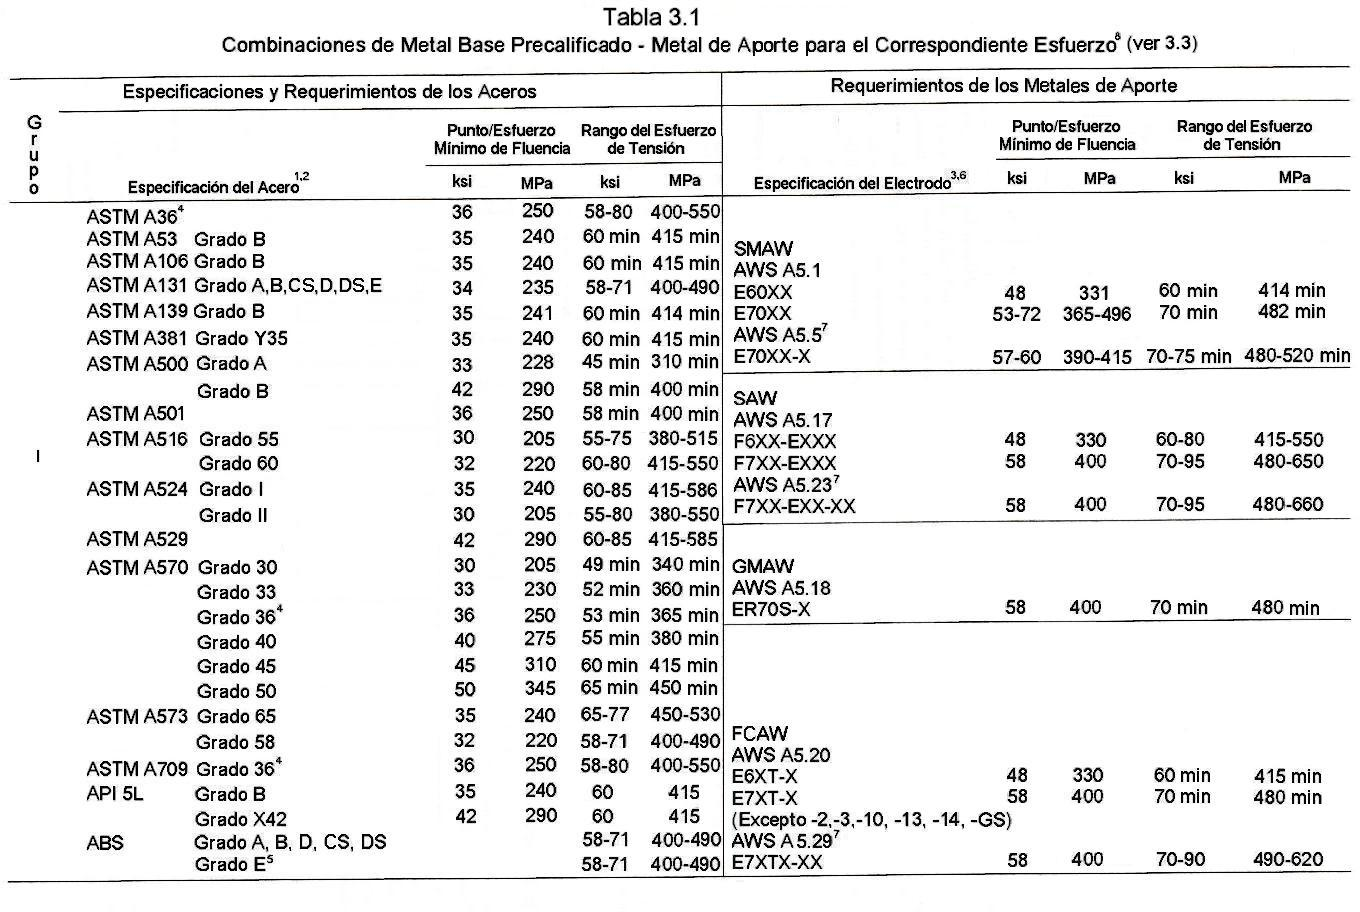 Tabla 3.1
Combinaciones de Metal Base Precalificado - Metal de Aporte para el Correspondiente Esfuerzo⁸ (ver 3.3)
Especificaciones y Requerimientos de los Aceros
Grupo
Punto/Esfuerzo Rango del Esfuerzo
Mínimo de Fluencia de Tensión
Especificación del Acero¹,² ksi MPa ksi MPa
I
ASTM A36⁴ 36 250 58-80 400-550
ASTM A53 Grado B 35 240 60 min 415 min
ASTM A106 Grado B 35 240 60 min 415 min
ASTM A131 Grado A,B,CS,D,DS,E 34 235 58-71 400-490
ASTM A139 Grado B 35 241 60 min 414 min
ASTM A381 Grado Y35 35 240 60 min 415 min
ASTM A500 Grado A 33 228 45 min 310 min
Grado B 42 290 58 min 400 min
ASTM A501 36 250 58 min 400 min
ASTM A516 Grado 55 30 205 55-75 380-515
Grado 60 32 220 60-80 415-550
ASTM A524 Grado I 35 240 60-85 415-586
Grado II 30 205 55-80 380-550
ASTM A529 42 290 60-85 415-585
ASTM A570 Grado 30 30 205 49 min 340 min
Grado 33 33 230 52 min 360 min
Grado 36⁴ 36 250 53 min 365 min
Grado 40 40 275 55 min 380 min
Grado 45 45 310 60 min 415 min
Grado 50 50 345 65 min 450 min
ASTM A573 Grado 65 35 240 65-77 450-530
Grado 58 32 220 58-71 400-490
ASTM A709 Grado 36⁴ 36 250 58-80 400-550
API 5L Grado B 35 240 60 415
Grado X42 42 290 60 415
ABS Grado A, B, D, CS, DS 58-71 400-490
Grado E⁵ 58-71 400-490
Requerimientos de los Metales de Aporte
Punto/Esfuerzo Rango del Esfuerzo
Mínimo de Fluencia de Tensión
Especificación del Electrodo³,⁶ ksi MPa ksi MPa
SMAW
AWS A5.1
E60XX 48 331 60 min 414 min
E70XX 53-72 365-496 70 min 482 min
AWS A5.5⁷
E70XX-X 57-60 390-415 70-75 min 480-520 min
SAW
AWS A5.17
F6XX-EXXX 48 330 60-80 415-550
F7XX-EXXX 58 400 70-95 480-650
AWS A5.23⁷
F7XX-EXX-XX 58 400 70-95 480-660
GMAW
AWS A5.18
ER70S-X 58 400 70 min 480 min
FCAW
AWS A5.20
E6XT-X 48 330 60 min 415 min
E7XT-X 58 400 70 min 480 min
(Excepto -2,-3,-10, -13, -14, -GS)
AWS A5.29⁷
E7XTX-XX 58 400 70-90 490-620